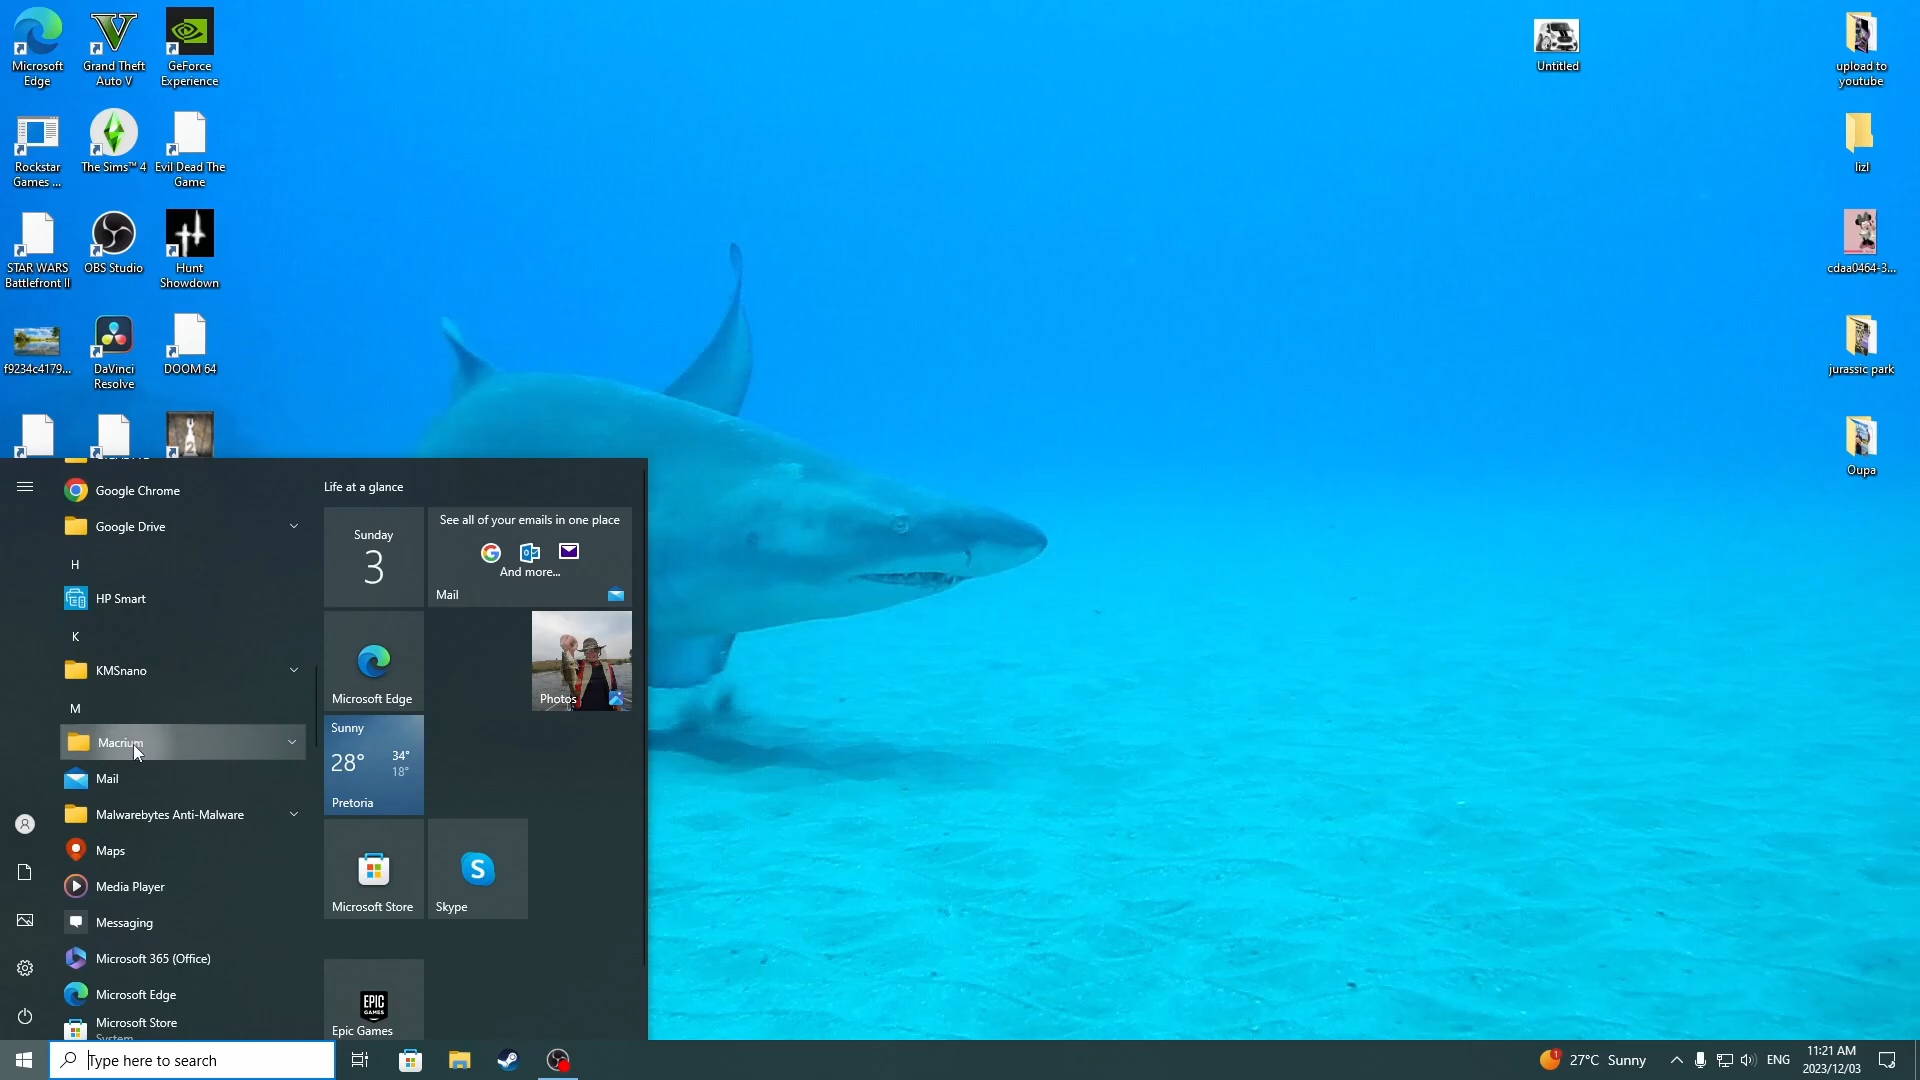 Microsoft
Edge
Grand Theft
Auto V
GeForce
Experience
Untitled
upload to
youtube
Rockstar
Games ...
The Sims™ 4
Evil Dead The
Game
lizl
STAR WARS
Battlefront II
OBS Studio
Hunt
Showdown
cdaa0464-3...
f9234c4179...
DaVinci
Resolve
DOOM 64
jurassic park
Oupa
Google Chrome
Google Drive
H
HP Smart
K
KMSnano
M
Macrium
Mail
Malwarebytes Anti-Malware
Maps
Media Player
Messaging
Microsoft 365 (Office)
Microsoft Edge
Microsoft Store
System
Life at a glance
Sunday
3
See all of your emails in one place
And more...
Mail
Microsoft Edge
Photos
Sunny
28°
34°
18°
Pretoria
Microsoft Store
Skype
EPIC
GAMES
Epic Games
Type here to search
1
27°C Sunny
ENG
11:21 AM
2023/12/03